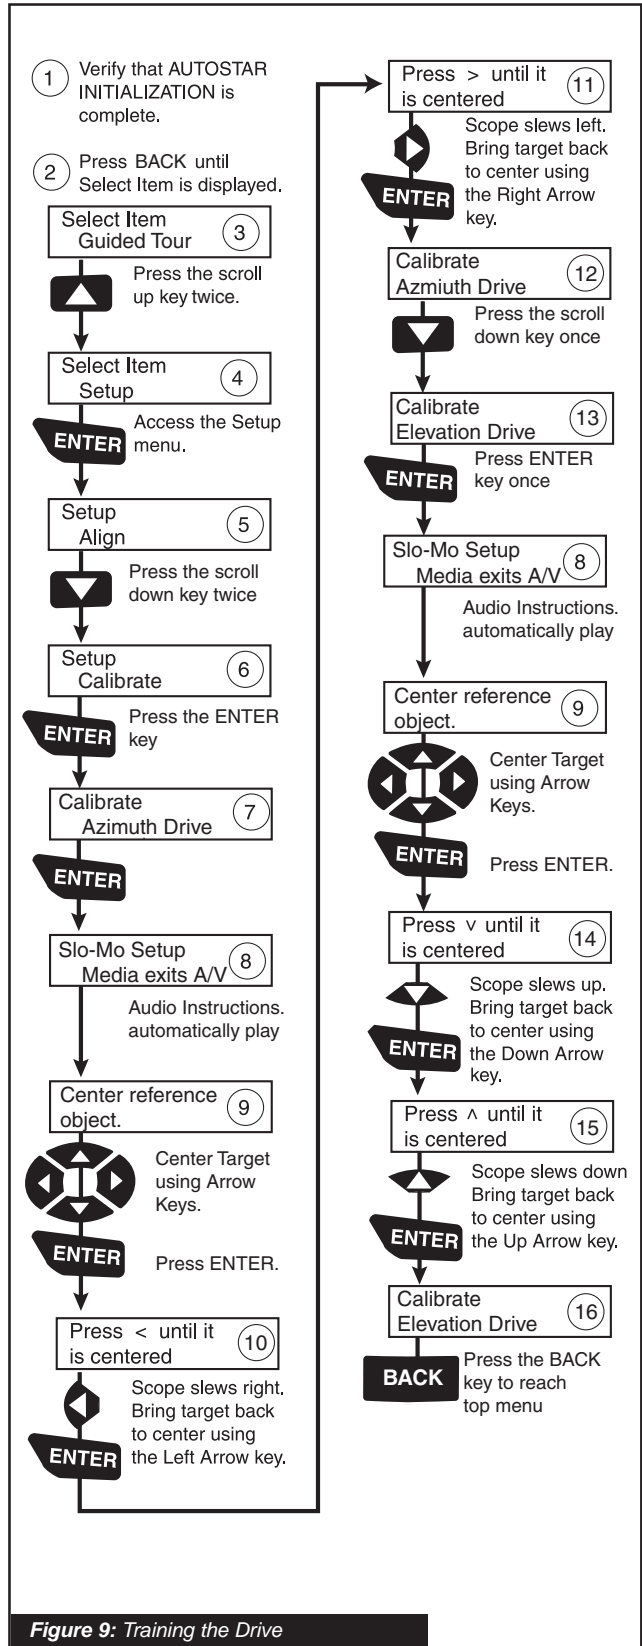 1
Verify that AUTOSTAR
INITIALIZATION is
complete.
2
Press BACK until
Select Item is displayed.
Select Item
Guided Tour
3
Press the scroll
up key twice.
Select Item
Setup
4
ENTER
Access the Setup
menu.
Setup
Align
5
Press the scroll
down key twice
Setup
Calibrate
6
ENTER
Press the ENTER
key
Calibrate
Azimuth Drive
7
ENTER
Slo-Mo Setup
Media exits A/V
8
Audio Instructions.
automatically play
Center reference
object.
9
Center Target
using Arrow
Keys.
ENTER
Press ENTER.
Press < until it
is centered
10
Scope slews right.
Bring target back
to center using
the Left Arrow key.
ENTER
Press > until it
is centered
11
Scope slews left.
Bring target back
to center using
the Right Arrow
key.
ENTER
Calibrate
Azmiuth Drive
12
Press the scroll
down key once
Calibrate
Elevation Drive
13
ENTER
Press ENTER
key once
Slo-Mo Setup
Media exits A/V
8
Audio Instructions.
automatically play
Center reference
object.
9
Center Target
using Arrow
Keys.
ENTER
Press ENTER.
Press v until it
is centered
14
Scope slews up.
Bring target back
to center using
the Down Arrow
key.
ENTER
Press ^ until it
is centered
15
Scope slews down
Bring target back
to center using
the Up Arrow key.
ENTER
Calibrate
Elevation Drive
16
BACK
Press the BACK
key to reach
top menu
Figure 9: Training the Drive